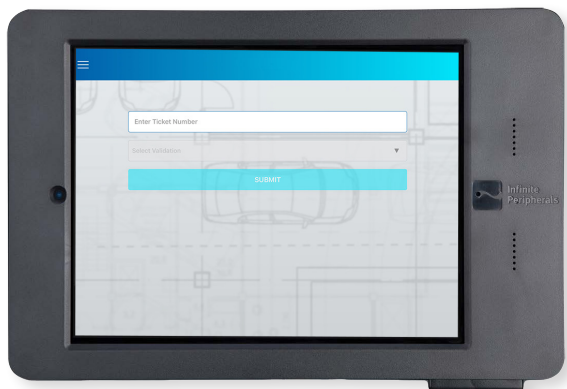 Enter Ticket Number
Select Validation
SUBMIT
Infinite
Peripherals